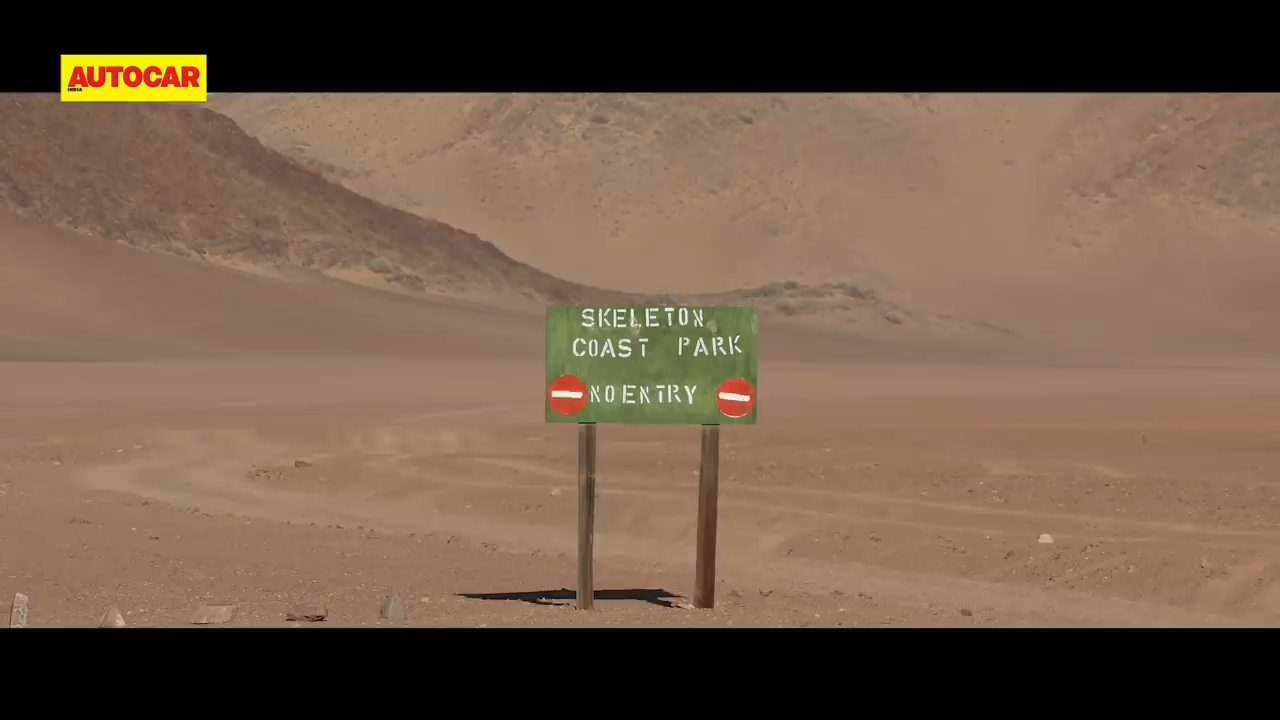 AUTOCAR
INDIA
SKELETON
COAST PARK
NO ENTRY